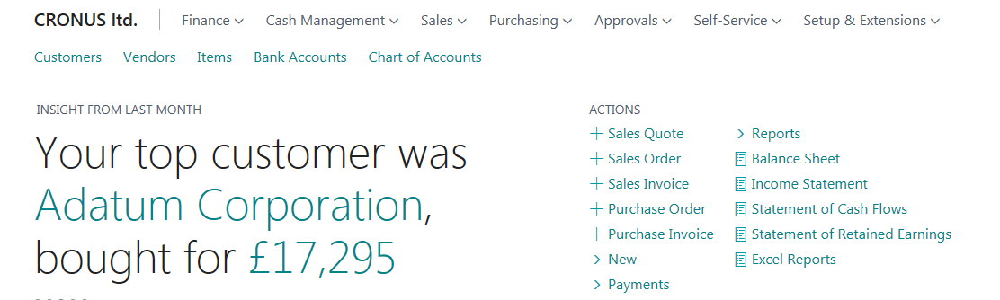 CRONUS ltd. Finance Cash Management Sales Purchasing Approvals Self-Service Setup & Extensions
Customers Vendors Items Bank Accounts Chart of Accounts
INSIGHT FROM LAST MONTH
Your top customer was
Adatum Corporation,
bought for £17,295
ACTIONS
Sales Quote
Sales Order
Sales Invoice
Purchase Order
Purchase Invoice
New
Payments
Reports
Balance Sheet
Income Statement
Statement of Cash Flows
Statement of Retained Earnings
Excel Reports